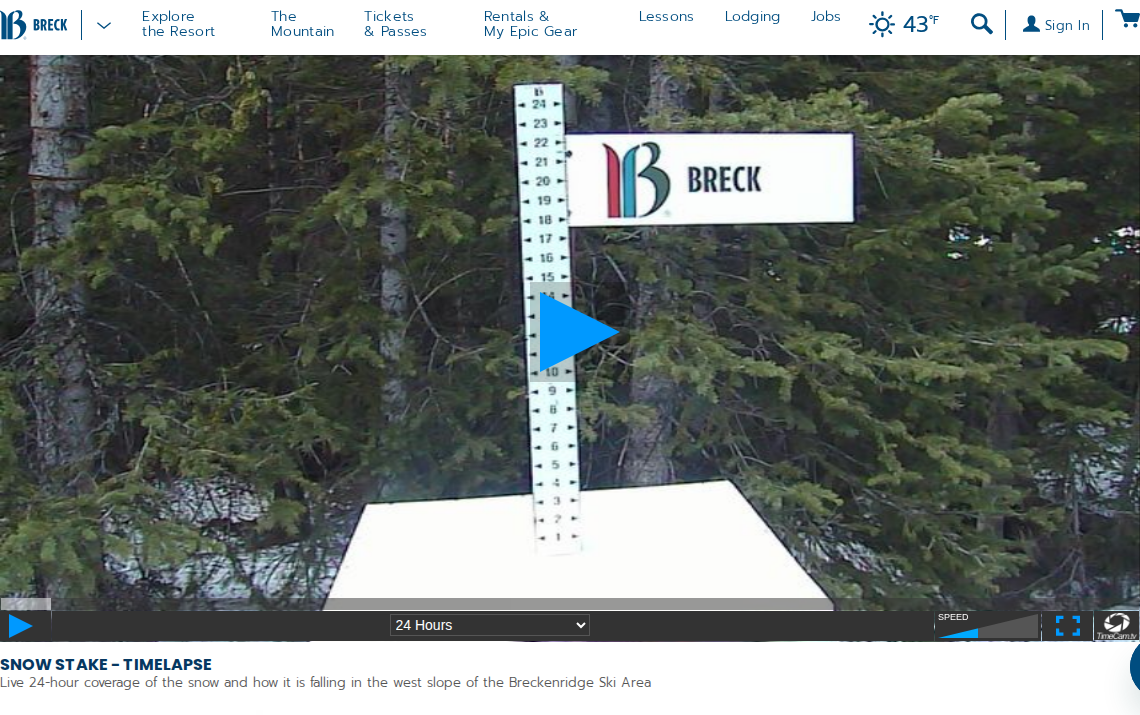 BRECK
Explore
the Resort
The
Mountain
Tickets
& Passes
Rentals &
My Epic Gear
Lessons
Lodging
Jobs
43°F
Sign In
24
23
22
21
20
19
18
17
16
15
10
9
8
7
6
5
4
3
2
1
BRECK
24 Hours
SPEED
TimeCam.tv
SNOW STAKE - TIMELAPSE
Live 24-hour coverage of the snow and how it is falling in the west slope of the Breckenridge Ski Area